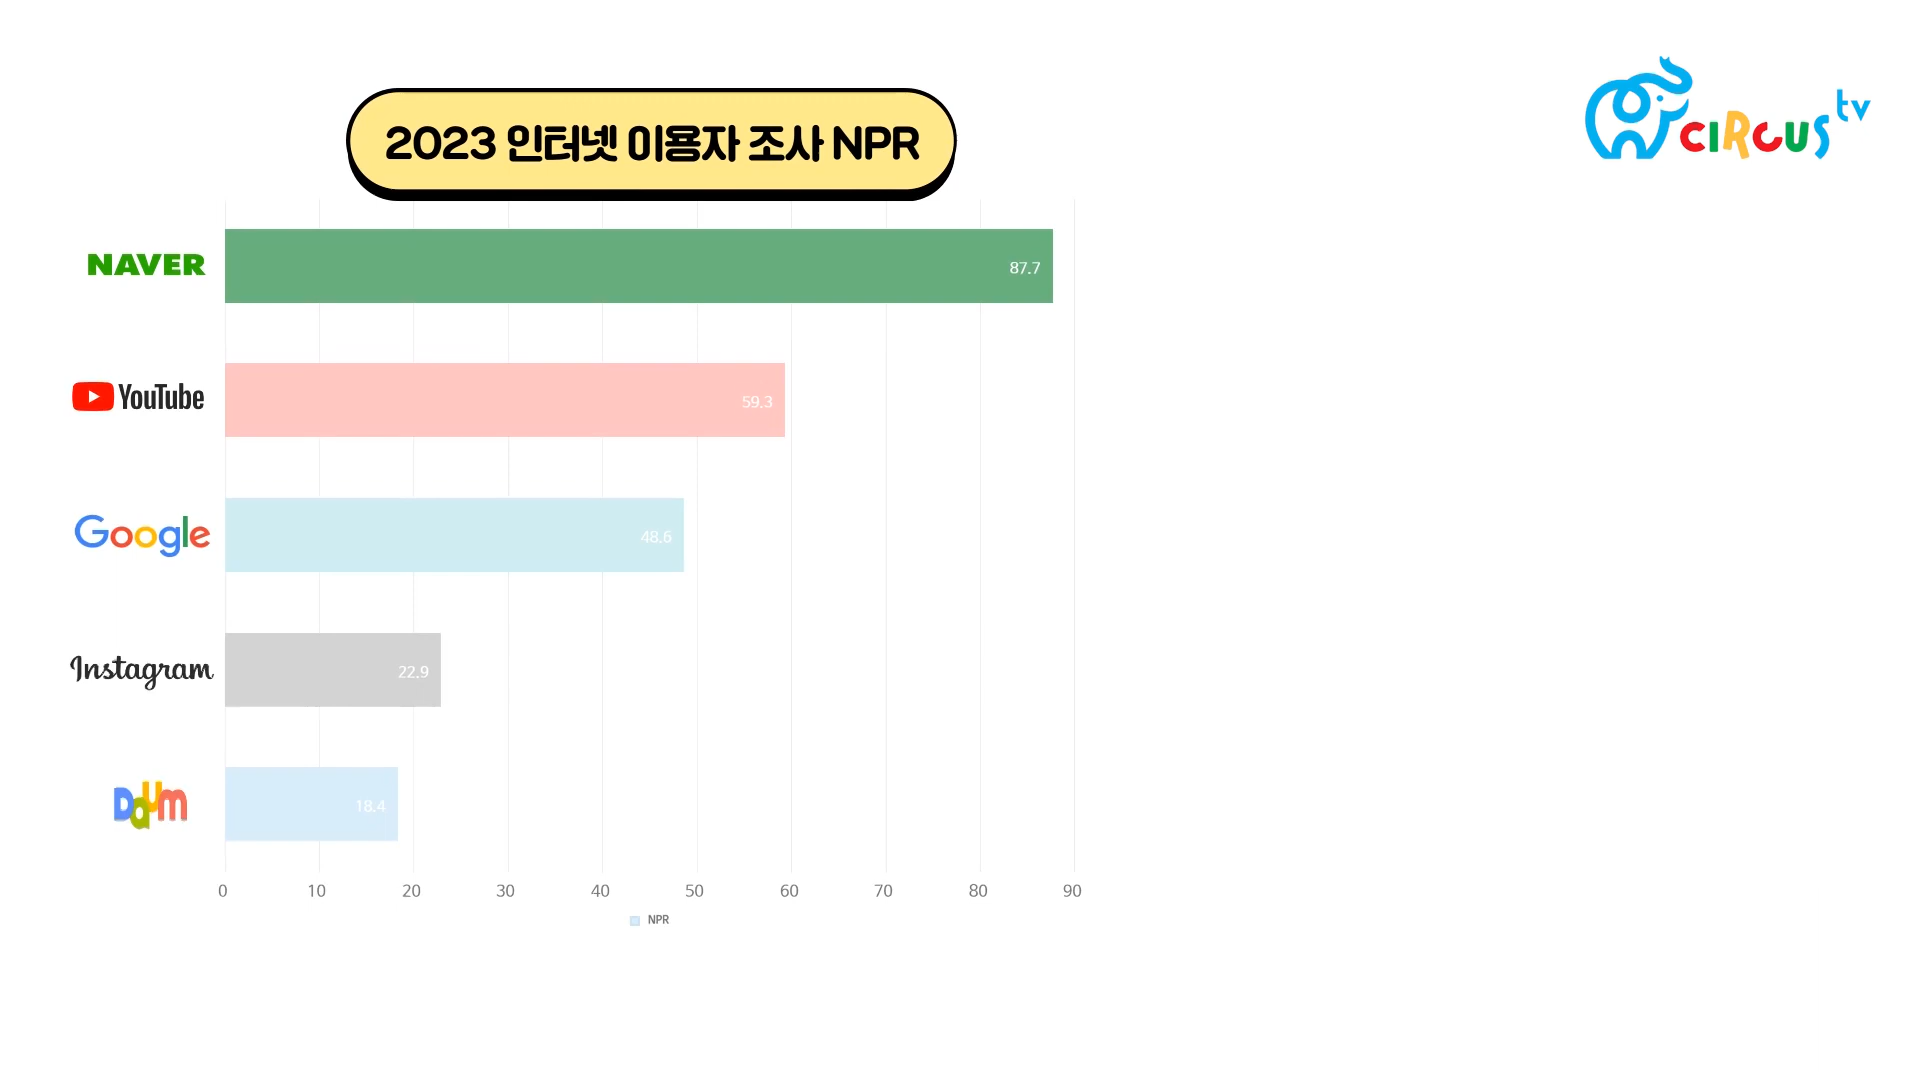 2023 인터넷 이용자 조사 NPR
CIRCUS tv
NAVER
87.7
YouTube
59.3
Google
48.6
Instagram
22.9
Daum
18.4
0 10 20 30 40 50 60 70 80 90
NPR